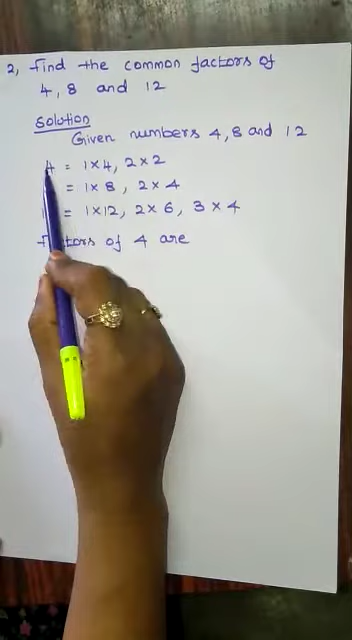 2, Find the common factors of
4, 8 and 12
Solution
Given numbers 4, 8 and 12
4 = 1 × 4, 2 × 2
= 1 × 8, 2 × 4
= 1 × 12, 2 × 6, 3 × 4
of 4 are